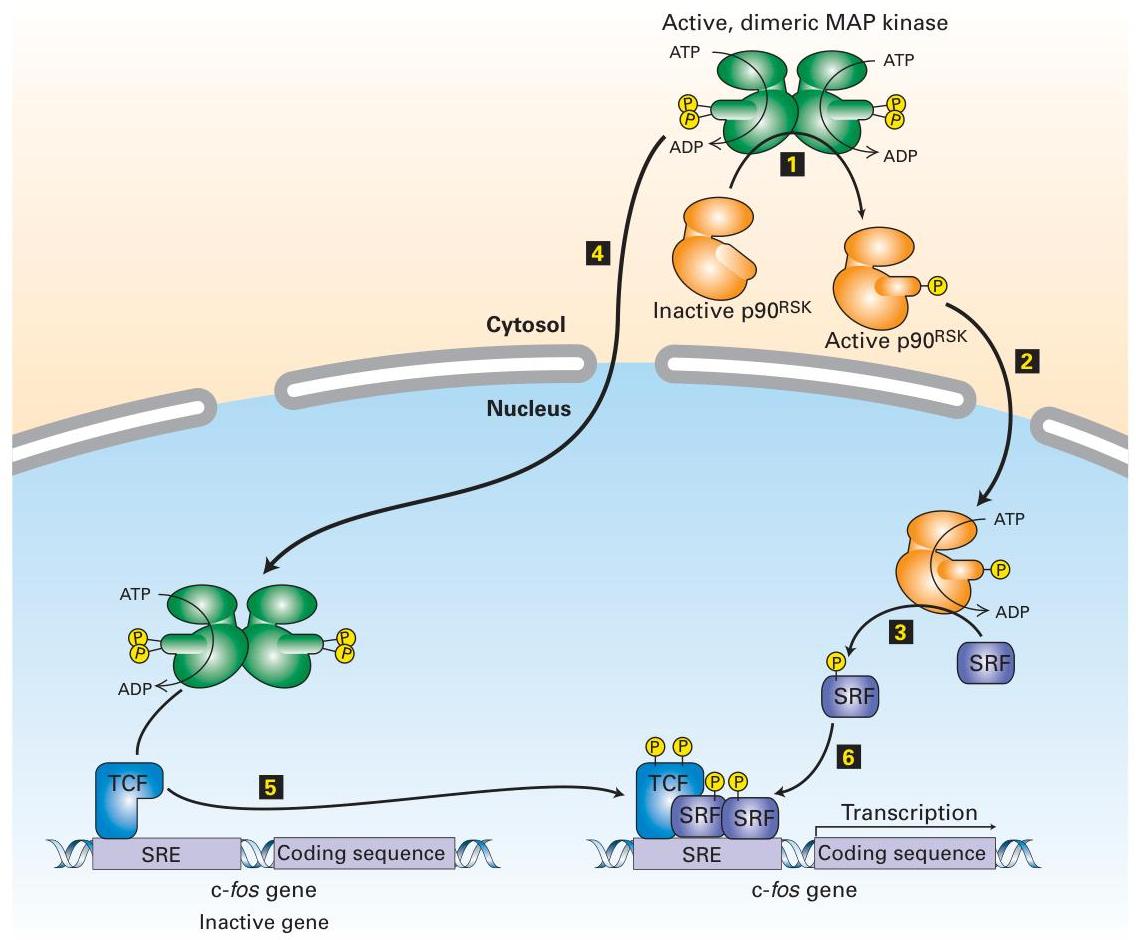 Active, dimeric MAP kinase
ATP
ATP
P
P
P
P
ADP
ADP
1
4
Inactive p90RSK
P
Active p90RSK
Cytosol
2
Nucleus
ATP
P
ADP
3
SRF
P
SRF
ATP
P
P
P
P
ADP
TCF
5
P
P
TCF
P
P
SRF
SRF
6
Transcription
SRE
Coding sequence
SRE
Coding sequence
c-fos gene
c-fos gene
Inactive gene